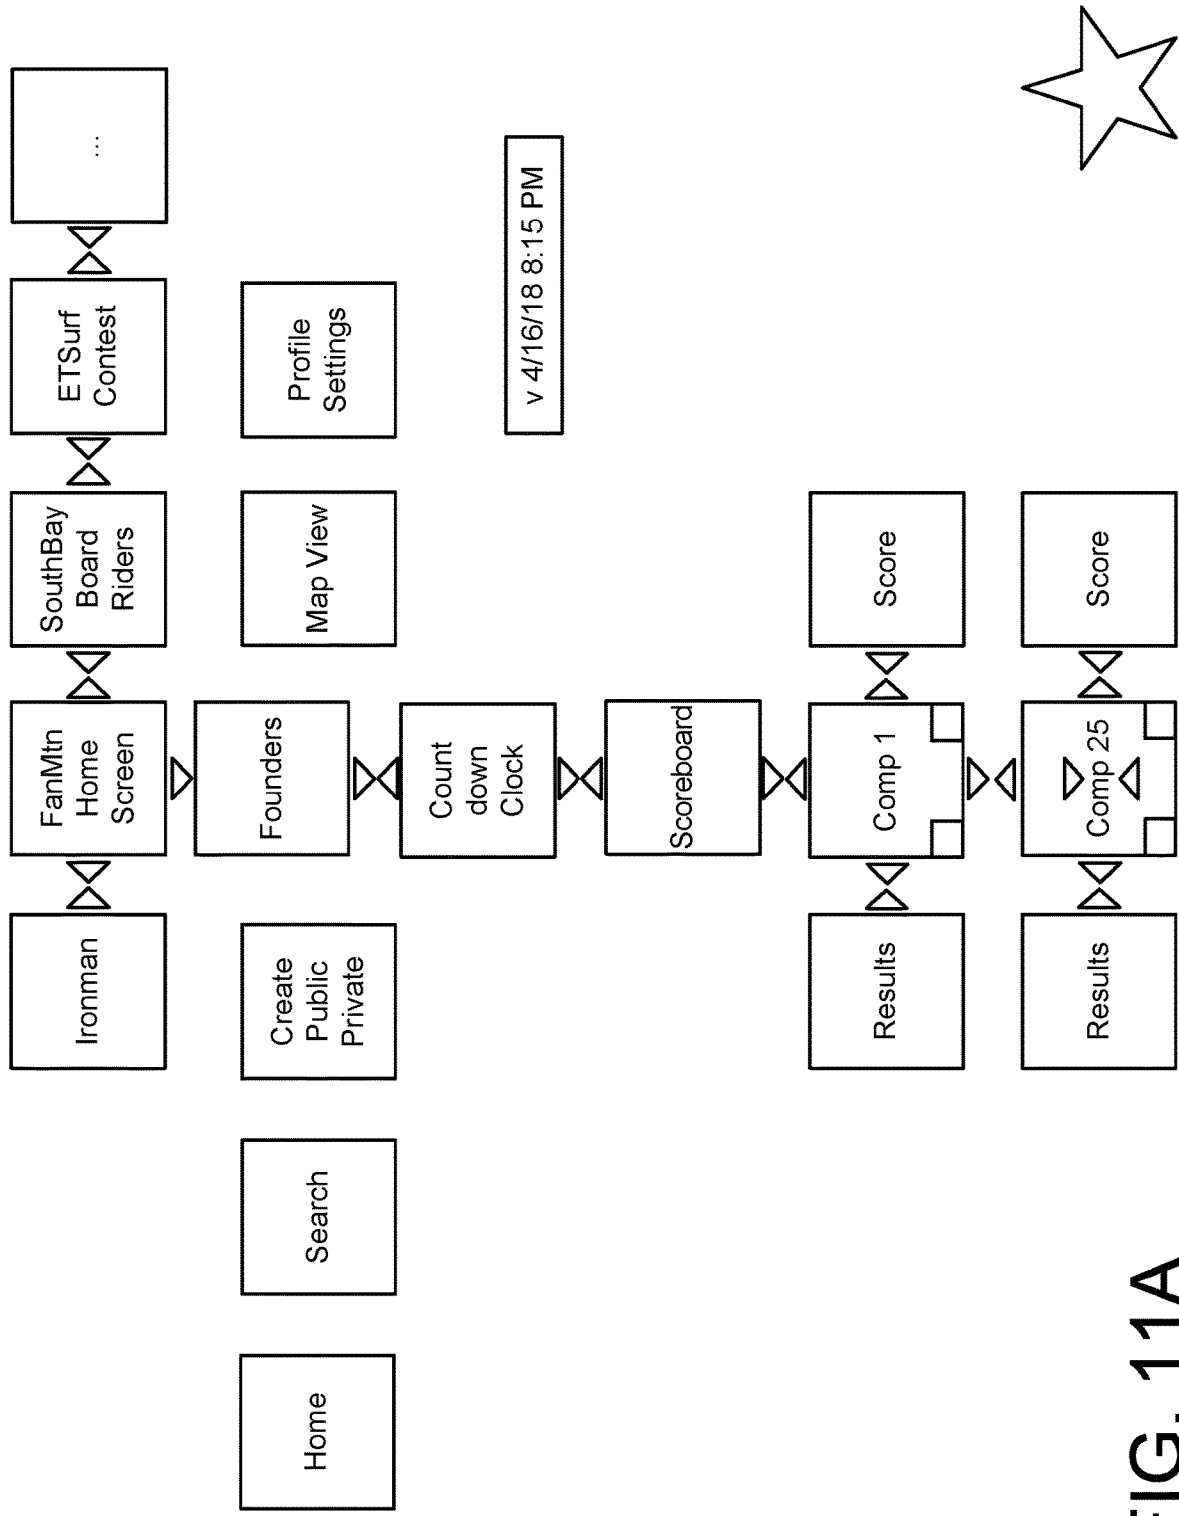 Ironman
FanMtn
Home
Screen
SouthBay
Board
Riders
ETSurf
Contest
...
Home
Search
Create
Public
Private
Founders
Map View
Profile
Settings
Count
down
Clock
v 4/16/18 8:15 PM
Scoreboard
Results
Comp 1
Score
Results
Comp 25
Score
FIG. 11A